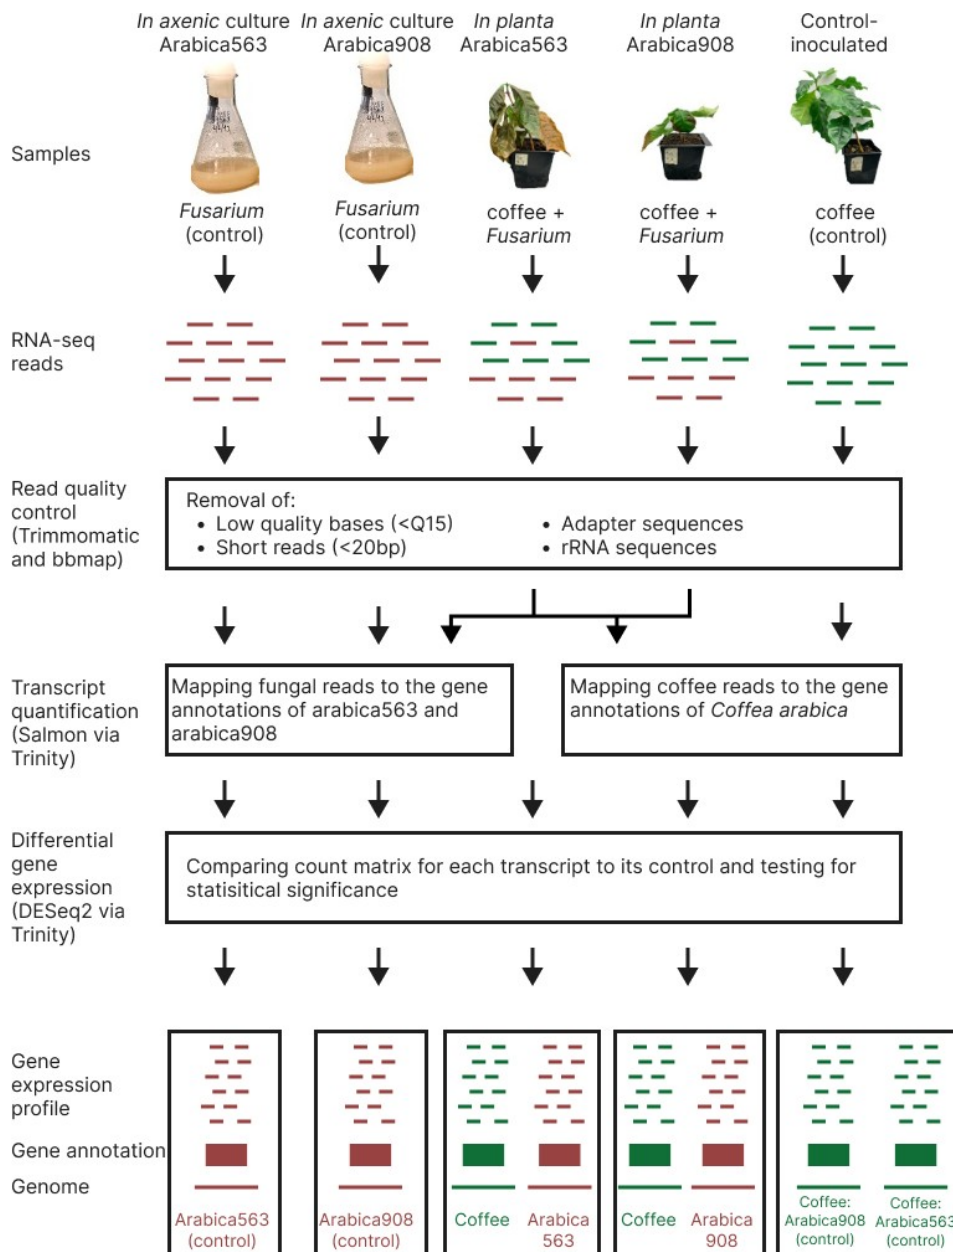 In axenic culture
Arabica563
In axenic culture
Arabica908
In planta
Arabica563
In planta
Arabica908
Control-
inoculated
Samples
Fusarium
(control)
Fusarium
(control)
coffee +
Fusarium
coffee +
Fusarium
coffee
(control)
RNA-seq
reads
Read quality
control
(Trimmomatic
and bbmap)
Removal of:
• Low quality bases (<Q15)
• Short reads (<20bp)
• Adapter sequences
• rRNA sequences
Transcript
quantification
(Salmon via
Trinity)
Mapping fungal reads to the gene
annotations of arabica563 and
arabica908
Mapping coffee reads to the gene
annotations of Coffea arabica
Differential
gene
expression
(DESeq2 via
Trinity)
Comparing count matrix for each transcript to its control and testing for
statisitical significance
Gene
expression
profile
Gene annotation
Genome
Arabica563
(control)
Arabica908
(control)
Coffee
Arabica
563
Coffee
Arabica
908
Coffee:
Arabica908
(control)
Coffee:
Arabica563
(control)